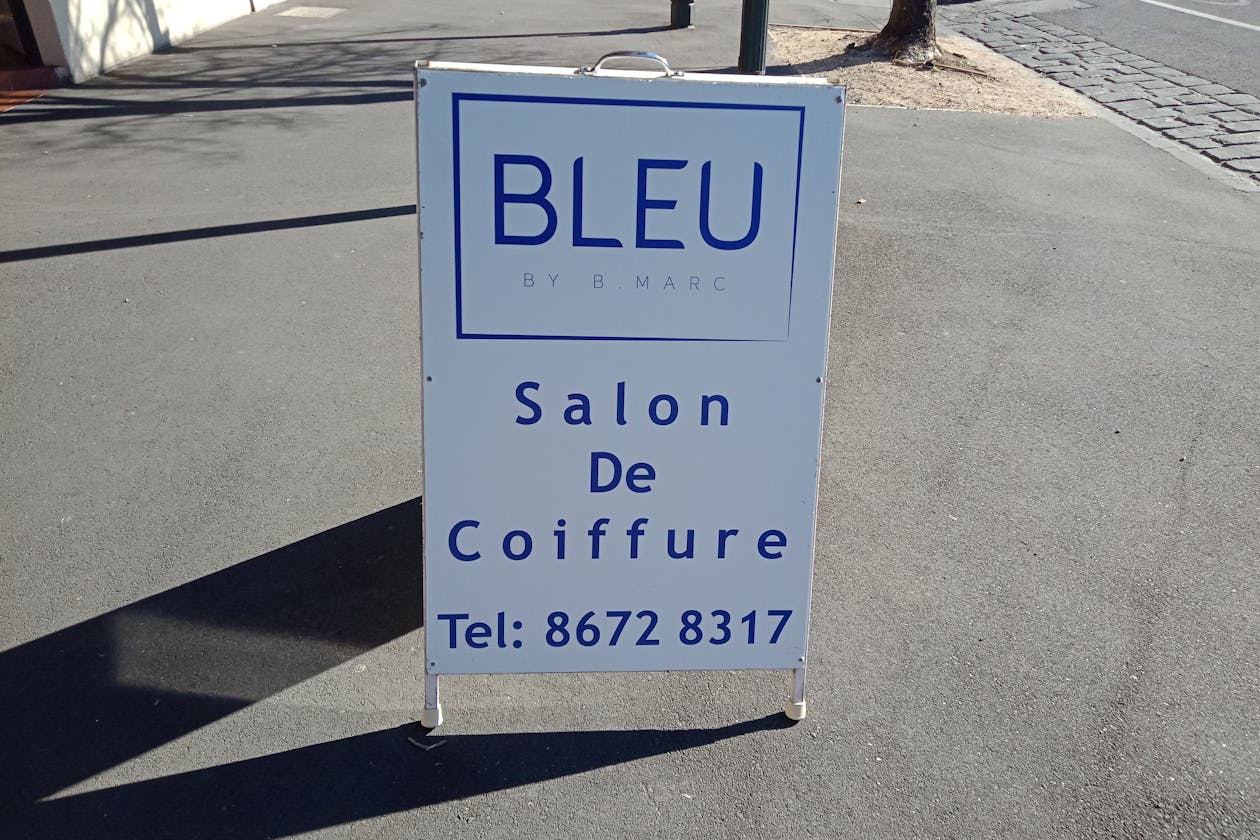 BLEU
BY B.MARC
Salon
De
Coiffure
Tel: 8672 8317